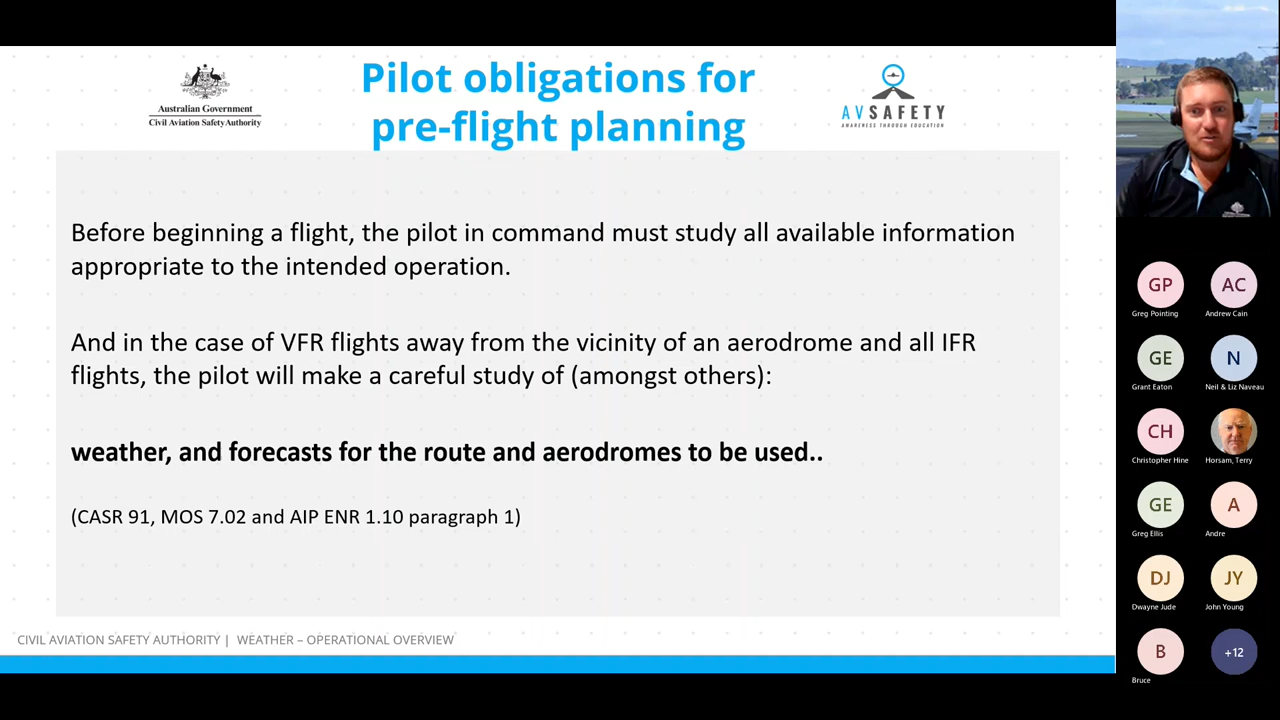 Australian Government
Civil Aviation Safety Authority
Pilot obligations for
pre-flight planning
AVSAFETY
AWARENESS THROUGH EDUCATION
Before beginning a flight, the pilot in command must study all available information
appropriate to the intended operation.
And in the case of VFR flights away from the vicinity of an aerodrome and all IFR
flights, the pilot will make a careful study of (amongst others):
weather, and forecasts for the route and aerodromes to be used..
(CASR 91, MOS 7.02 and AIP ENR 1.10 paragraph 1)
CIVIL AVIATION SAFETY AUTHORITY | WEATHER – OPERATIONAL OVERVIEW
GP
AC
Greg Pointing
Andrew Cain
GE
N
Grant Eaton
Neil & Liz Naveau
CH
Christopher Hine
Horsam, Terry
GE
A
Greg Ellis
Andre
DJ
JY
Dwayne Jude
John Young
B
+12
Bruce